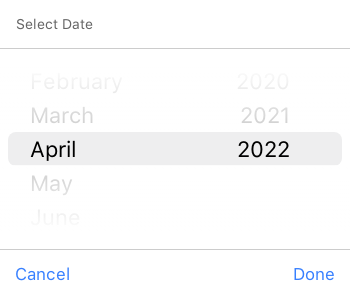 Select Date
February 2020
March 2021
April 2022
May
June
Cancel Done